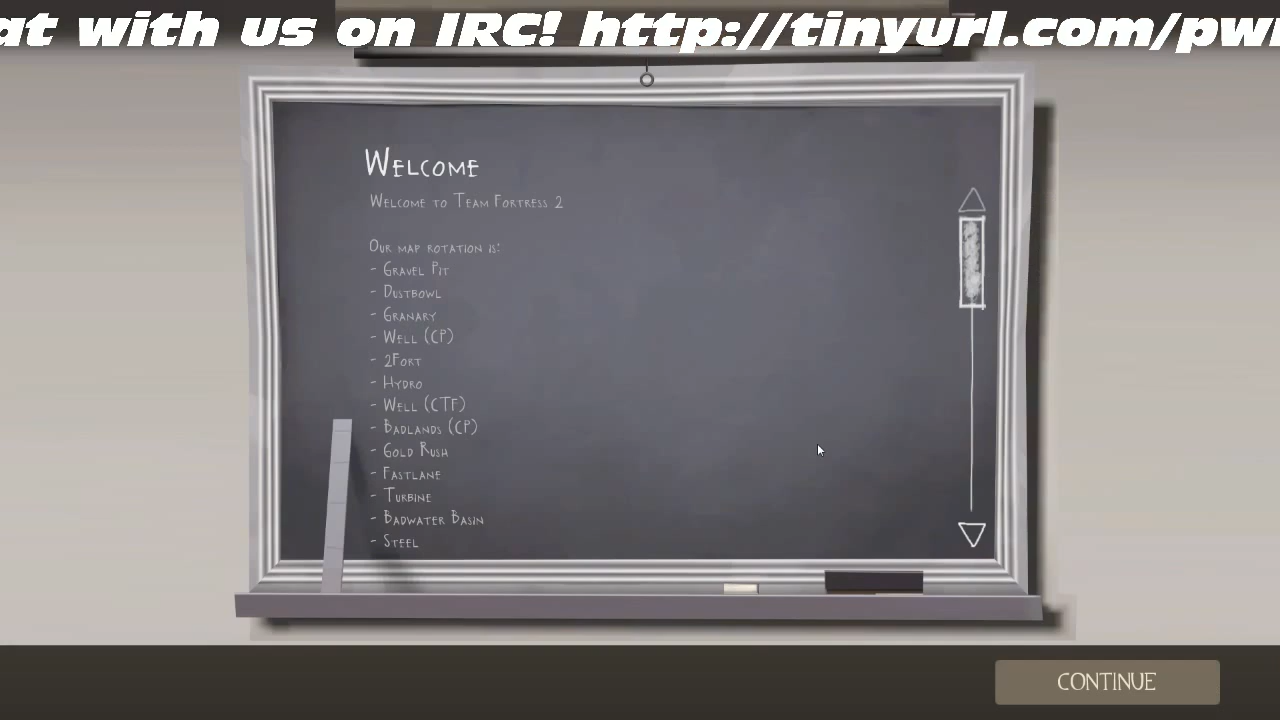 at with us on IRC! http://tinyurl.com/pw
WELCOME
WELCOME TO TEAM FORTRESS 2
OUR MAP ROTATION IS:
- GRAVEL PIT
- DUSTBOWL
- GRANARY
- WELL (CP)
- 2FORT
- HYDRO
- WELL (CTF)
- BADLANDS (CP)
- GOLD RUSH
- FASTLANE
- TURBINE
- BADWATER BASIN
- STEEL
CONTINUE